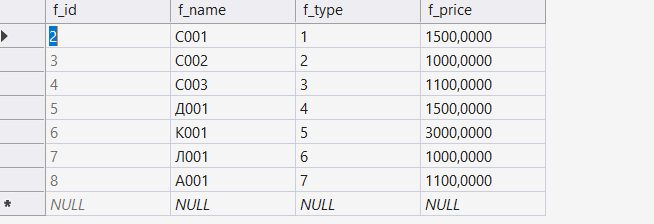 f_id f_name f_type f_price
2 С001 1 1500,0000
3 С002 2 1000,0000
4 С003 3 1100,0000
5 Д001 4 1500,0000
6 К001 5 3000,0000
7 Л001 6 1000,0000
8 А001 7 1100,0000
* NULL NULL NULL NULL